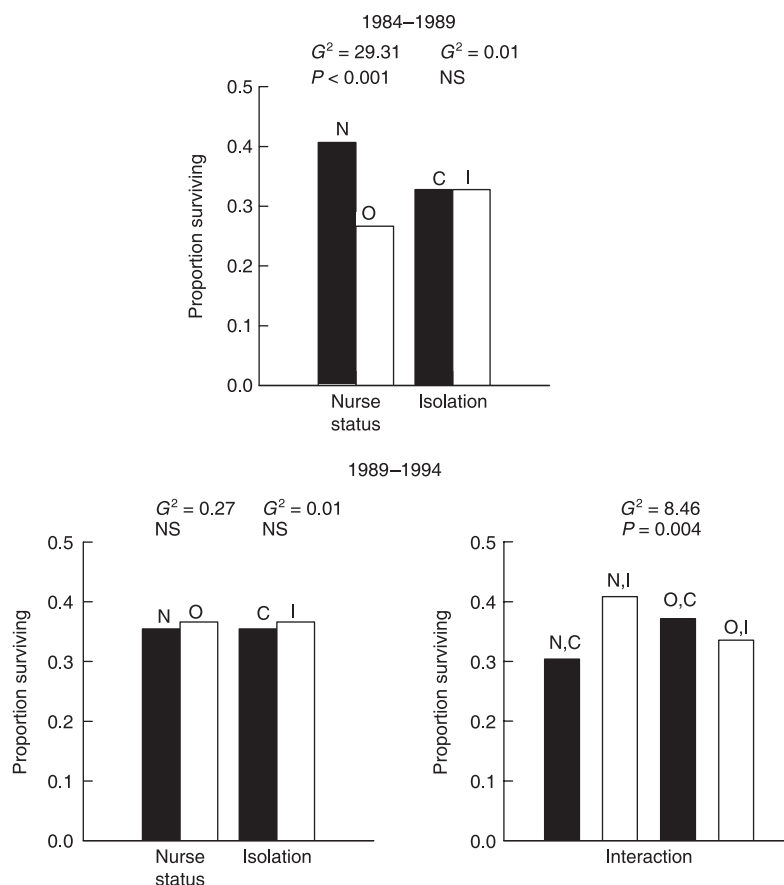 1984–1989
G² = 29.31 G² = 0.01
P < 0.001 NS
0.5
0.4
0.3
0.2
0.1
0.0
Proportion surviving
N
O
C I
Nurse status
Isolation
1989–1994
G² = 0.27 G² = 0.01
NS NS
0.5
0.4
0.3
0.2
0.1
0.0
Proportion surviving
N O C I
Nurse status
Isolation
G² = 8.46
P = 0.004
0.5
0.4
0.3
0.2
0.1
0.0
Proportion surviving
N,C
N,I
O,C
O,I
Interaction